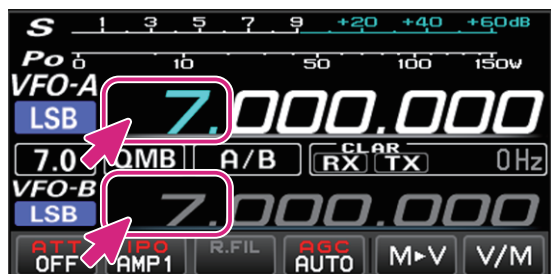 S 1 . 3 . 5 . 7 . 9 +20 +40 +60dB
Po 0 10 50 100 150W
VFO-A
LSB 7.000.000
7.0 QMB A/B CLAR RX TX 0Hz
VFO-B
LSB 7.000.000
ATT IPO R.FIL AGC M▸V V/M
OFF AMP1 AUTO